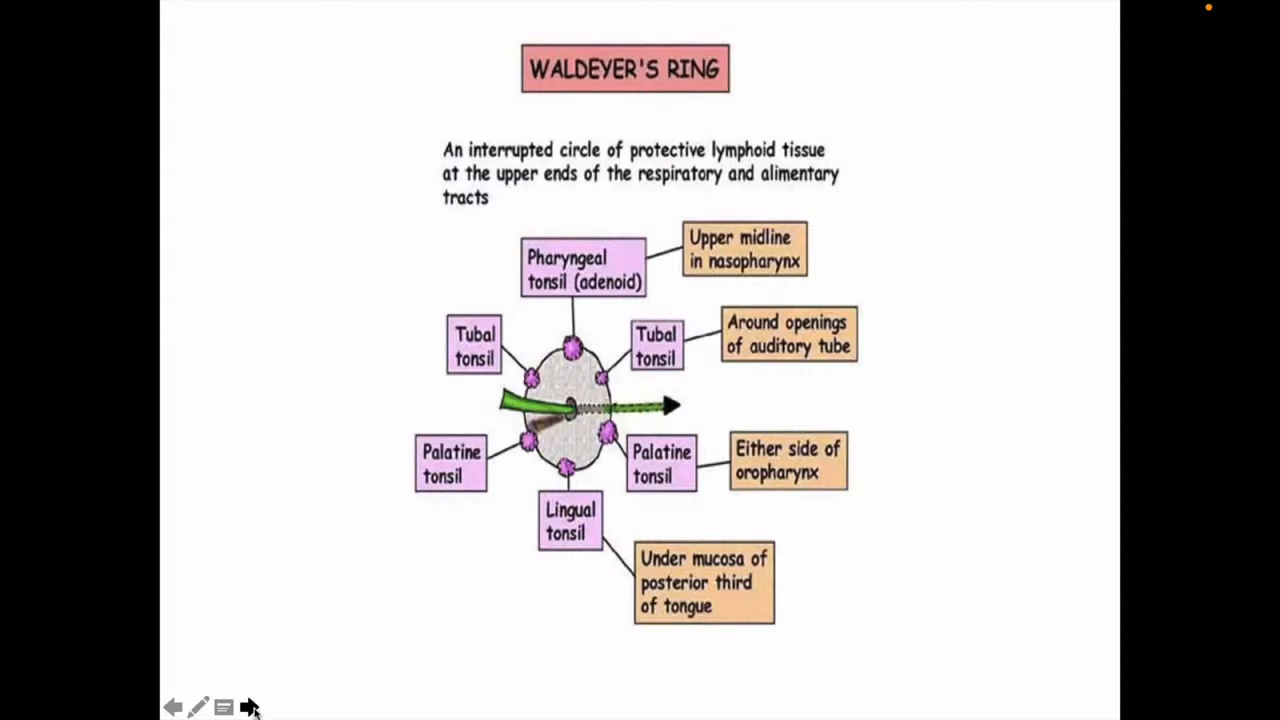 WALDEYER'S RING
An interrupted circle of protective lymphoid tissue
at the upper ends of the respiratory and alimentary
tracts
Pharyngeal
tonsil (adenoid)
Upper midline
in nasopharynx
Tubal
tonsil
Tubal
tonsil
Around openings
of auditory tube
Palatine
tonsil
Palatine
tonsil
Either side of
oropharynx
Lingual
tonsil
Under mucosa of
posterior third
of tongue